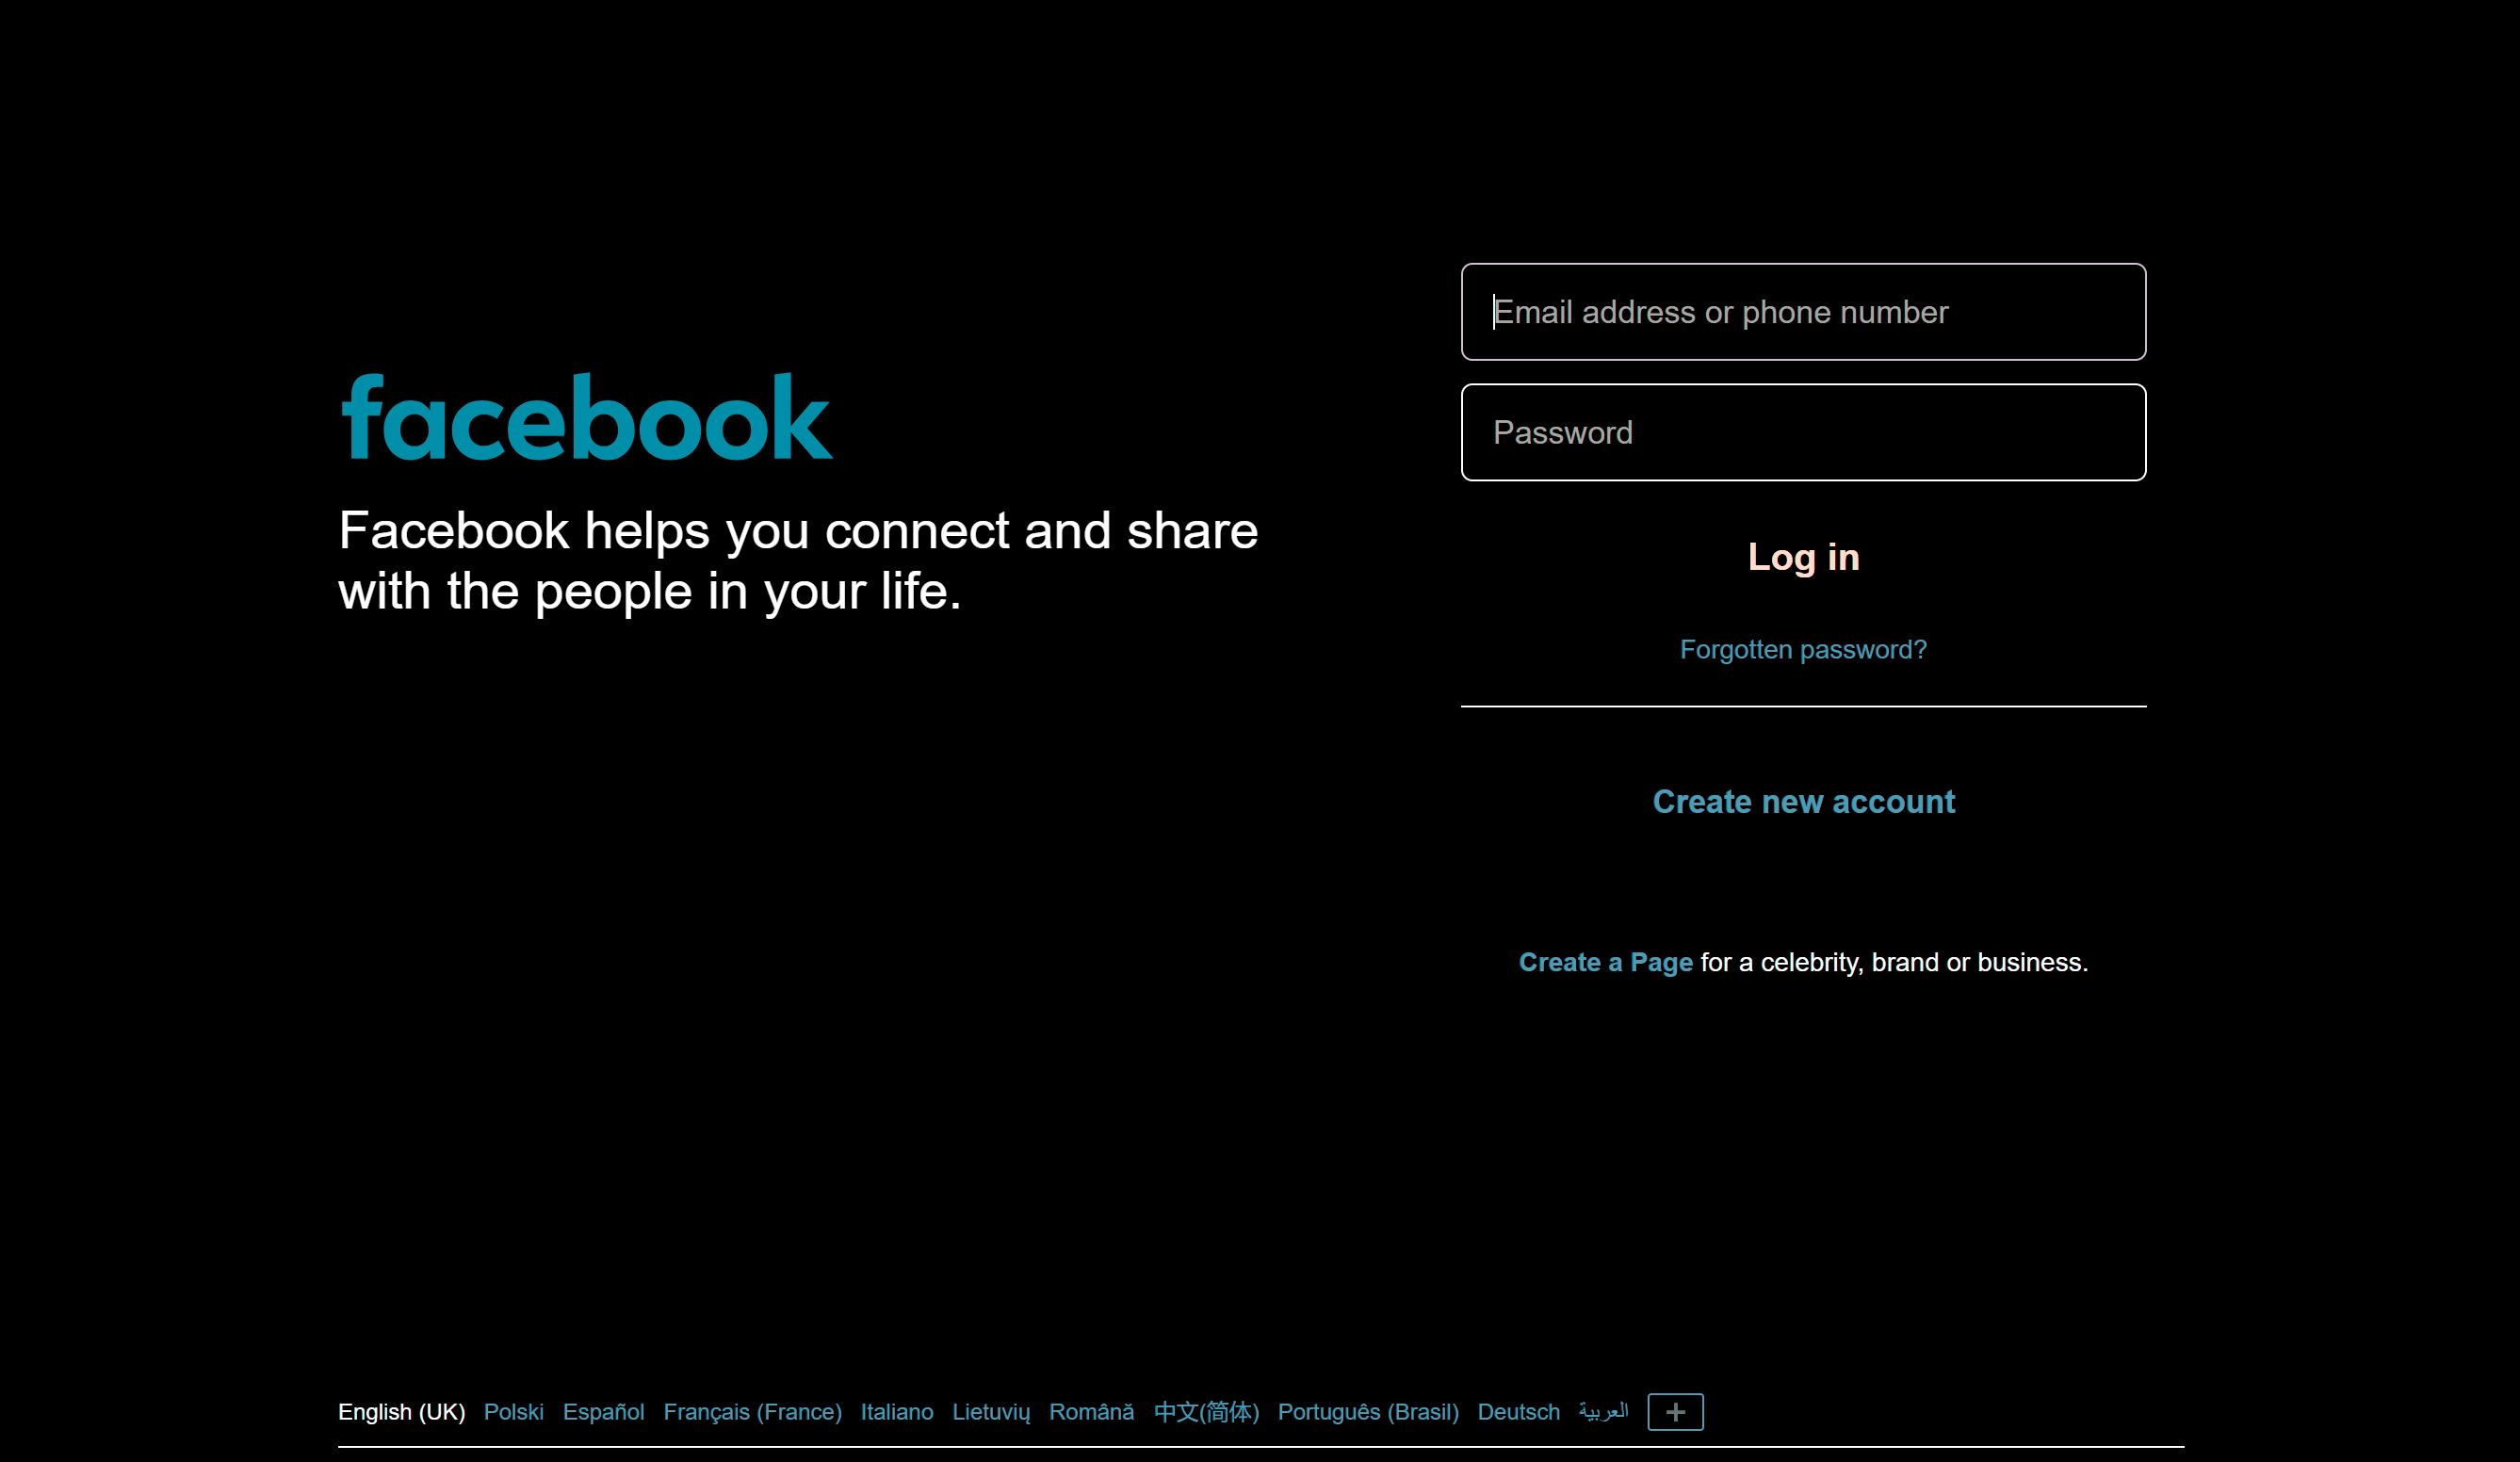 facebook
Facebook helps you connect and share
with the people in your life.
Email address or phone number
Password
Log in
Forgotten password?
Create new account
Create a Page for a celebrity, brand or business.
English (UK) Polski Español Français (France) Italiano Lietuvių Română 中文(简体) Português (Brasil) Deutsch العربية